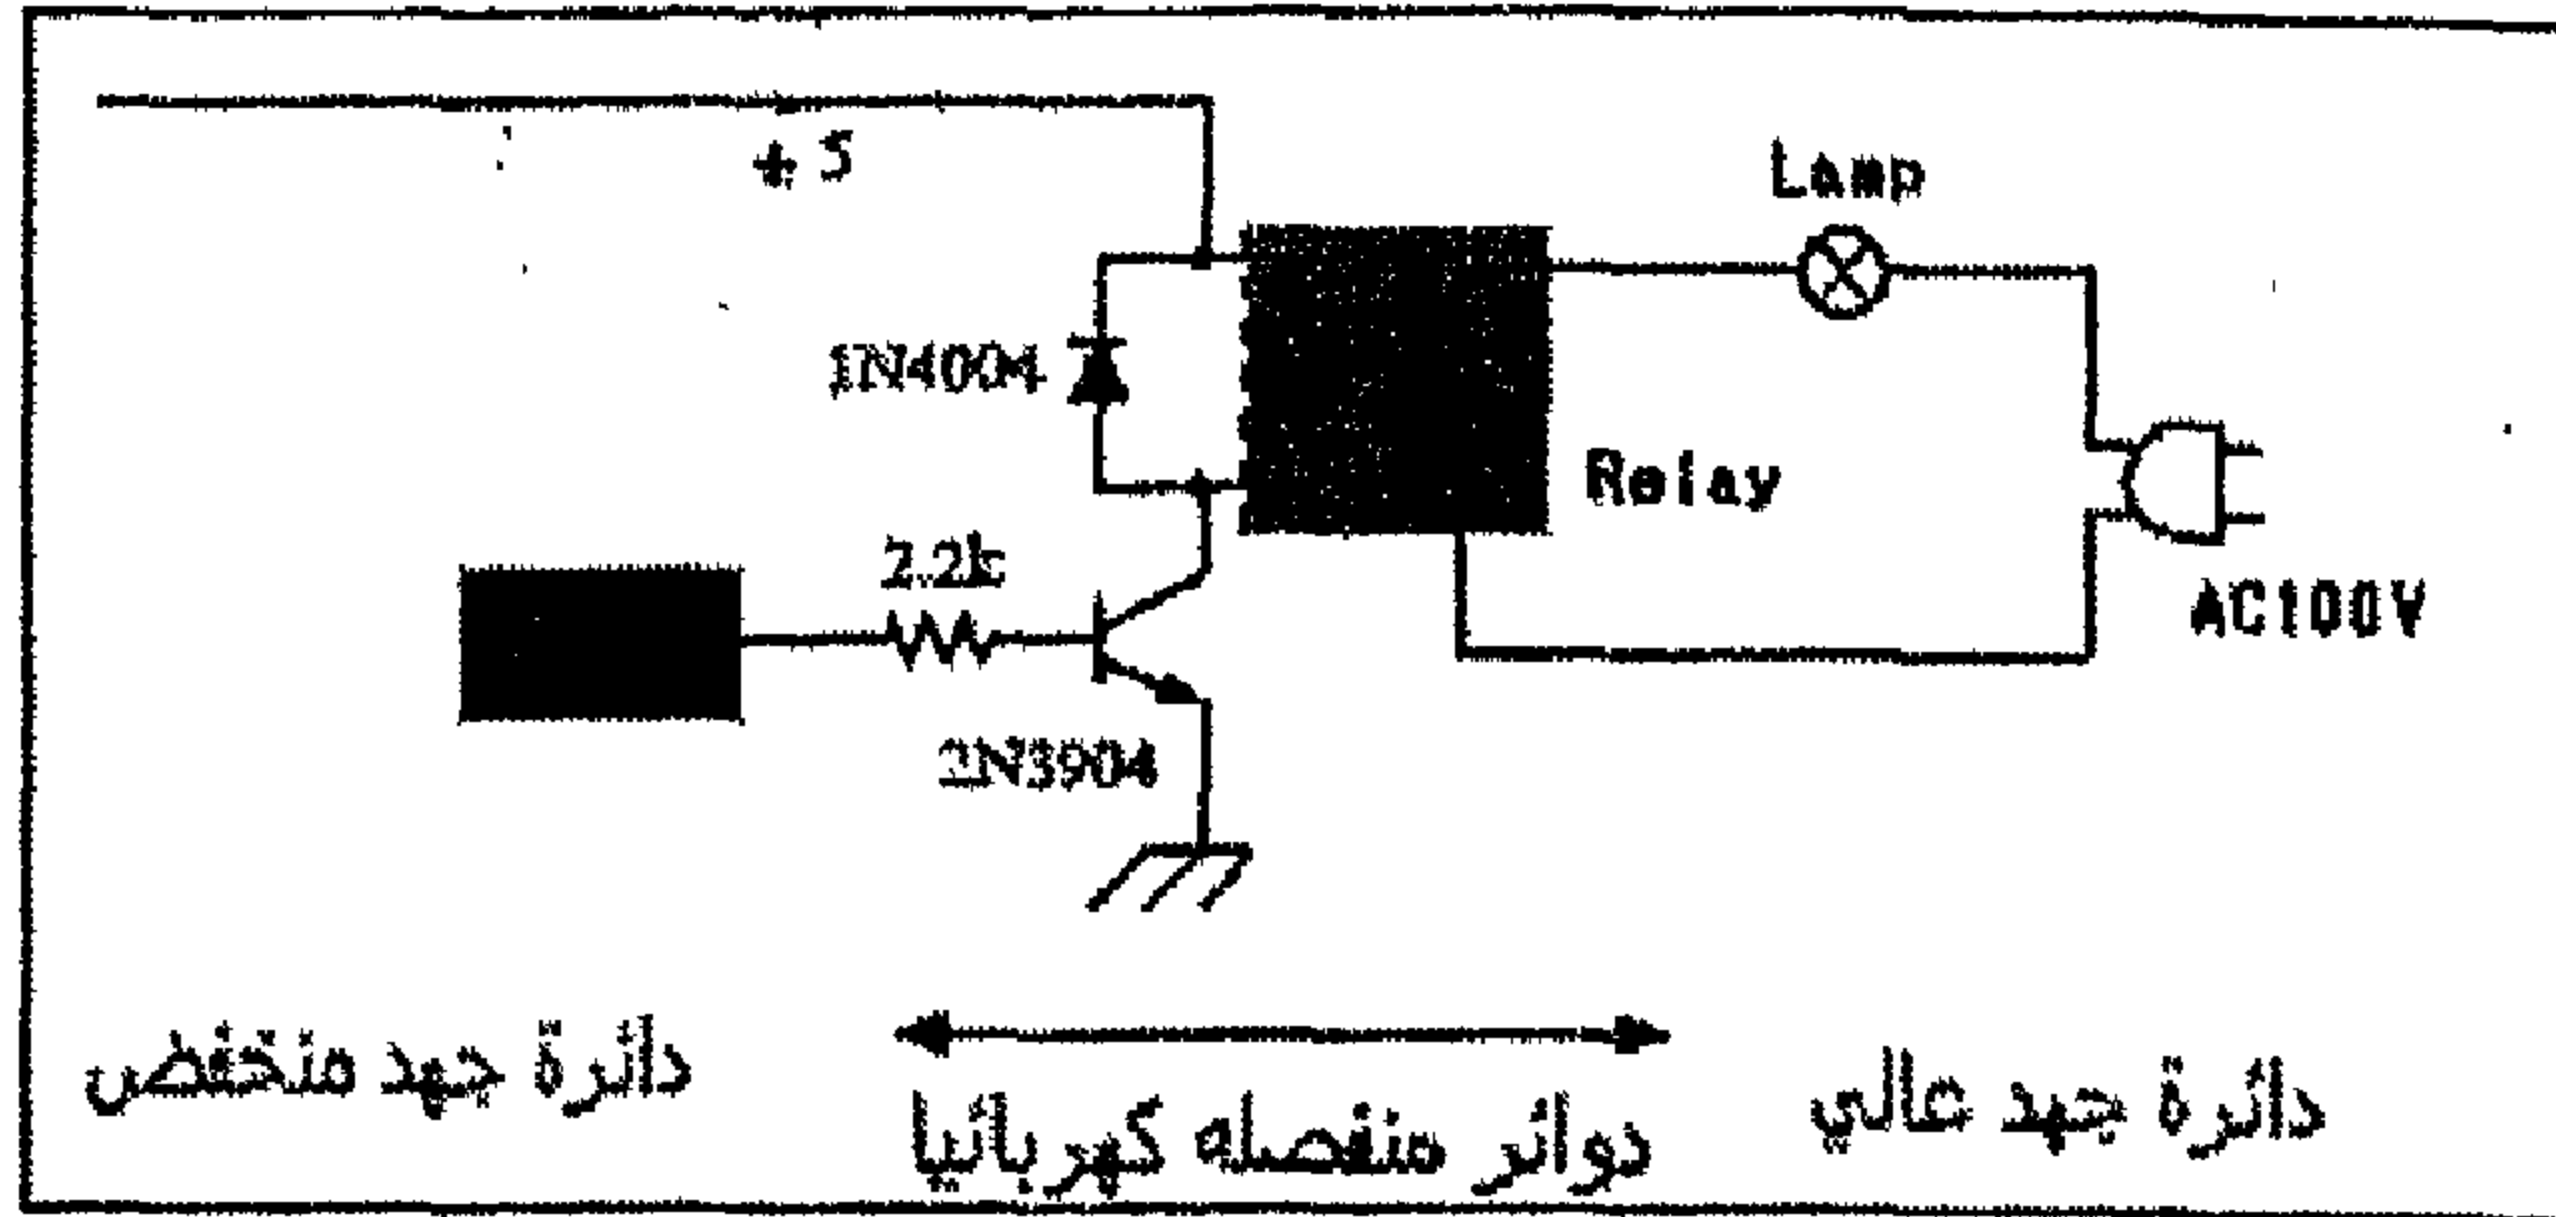 +5
Lamp
1N4004
Relay
2.2k
AC100V
2N3904
دائرة جهد عالي
دوائر منفصله كهربائيا
دائرة جهد منخفض